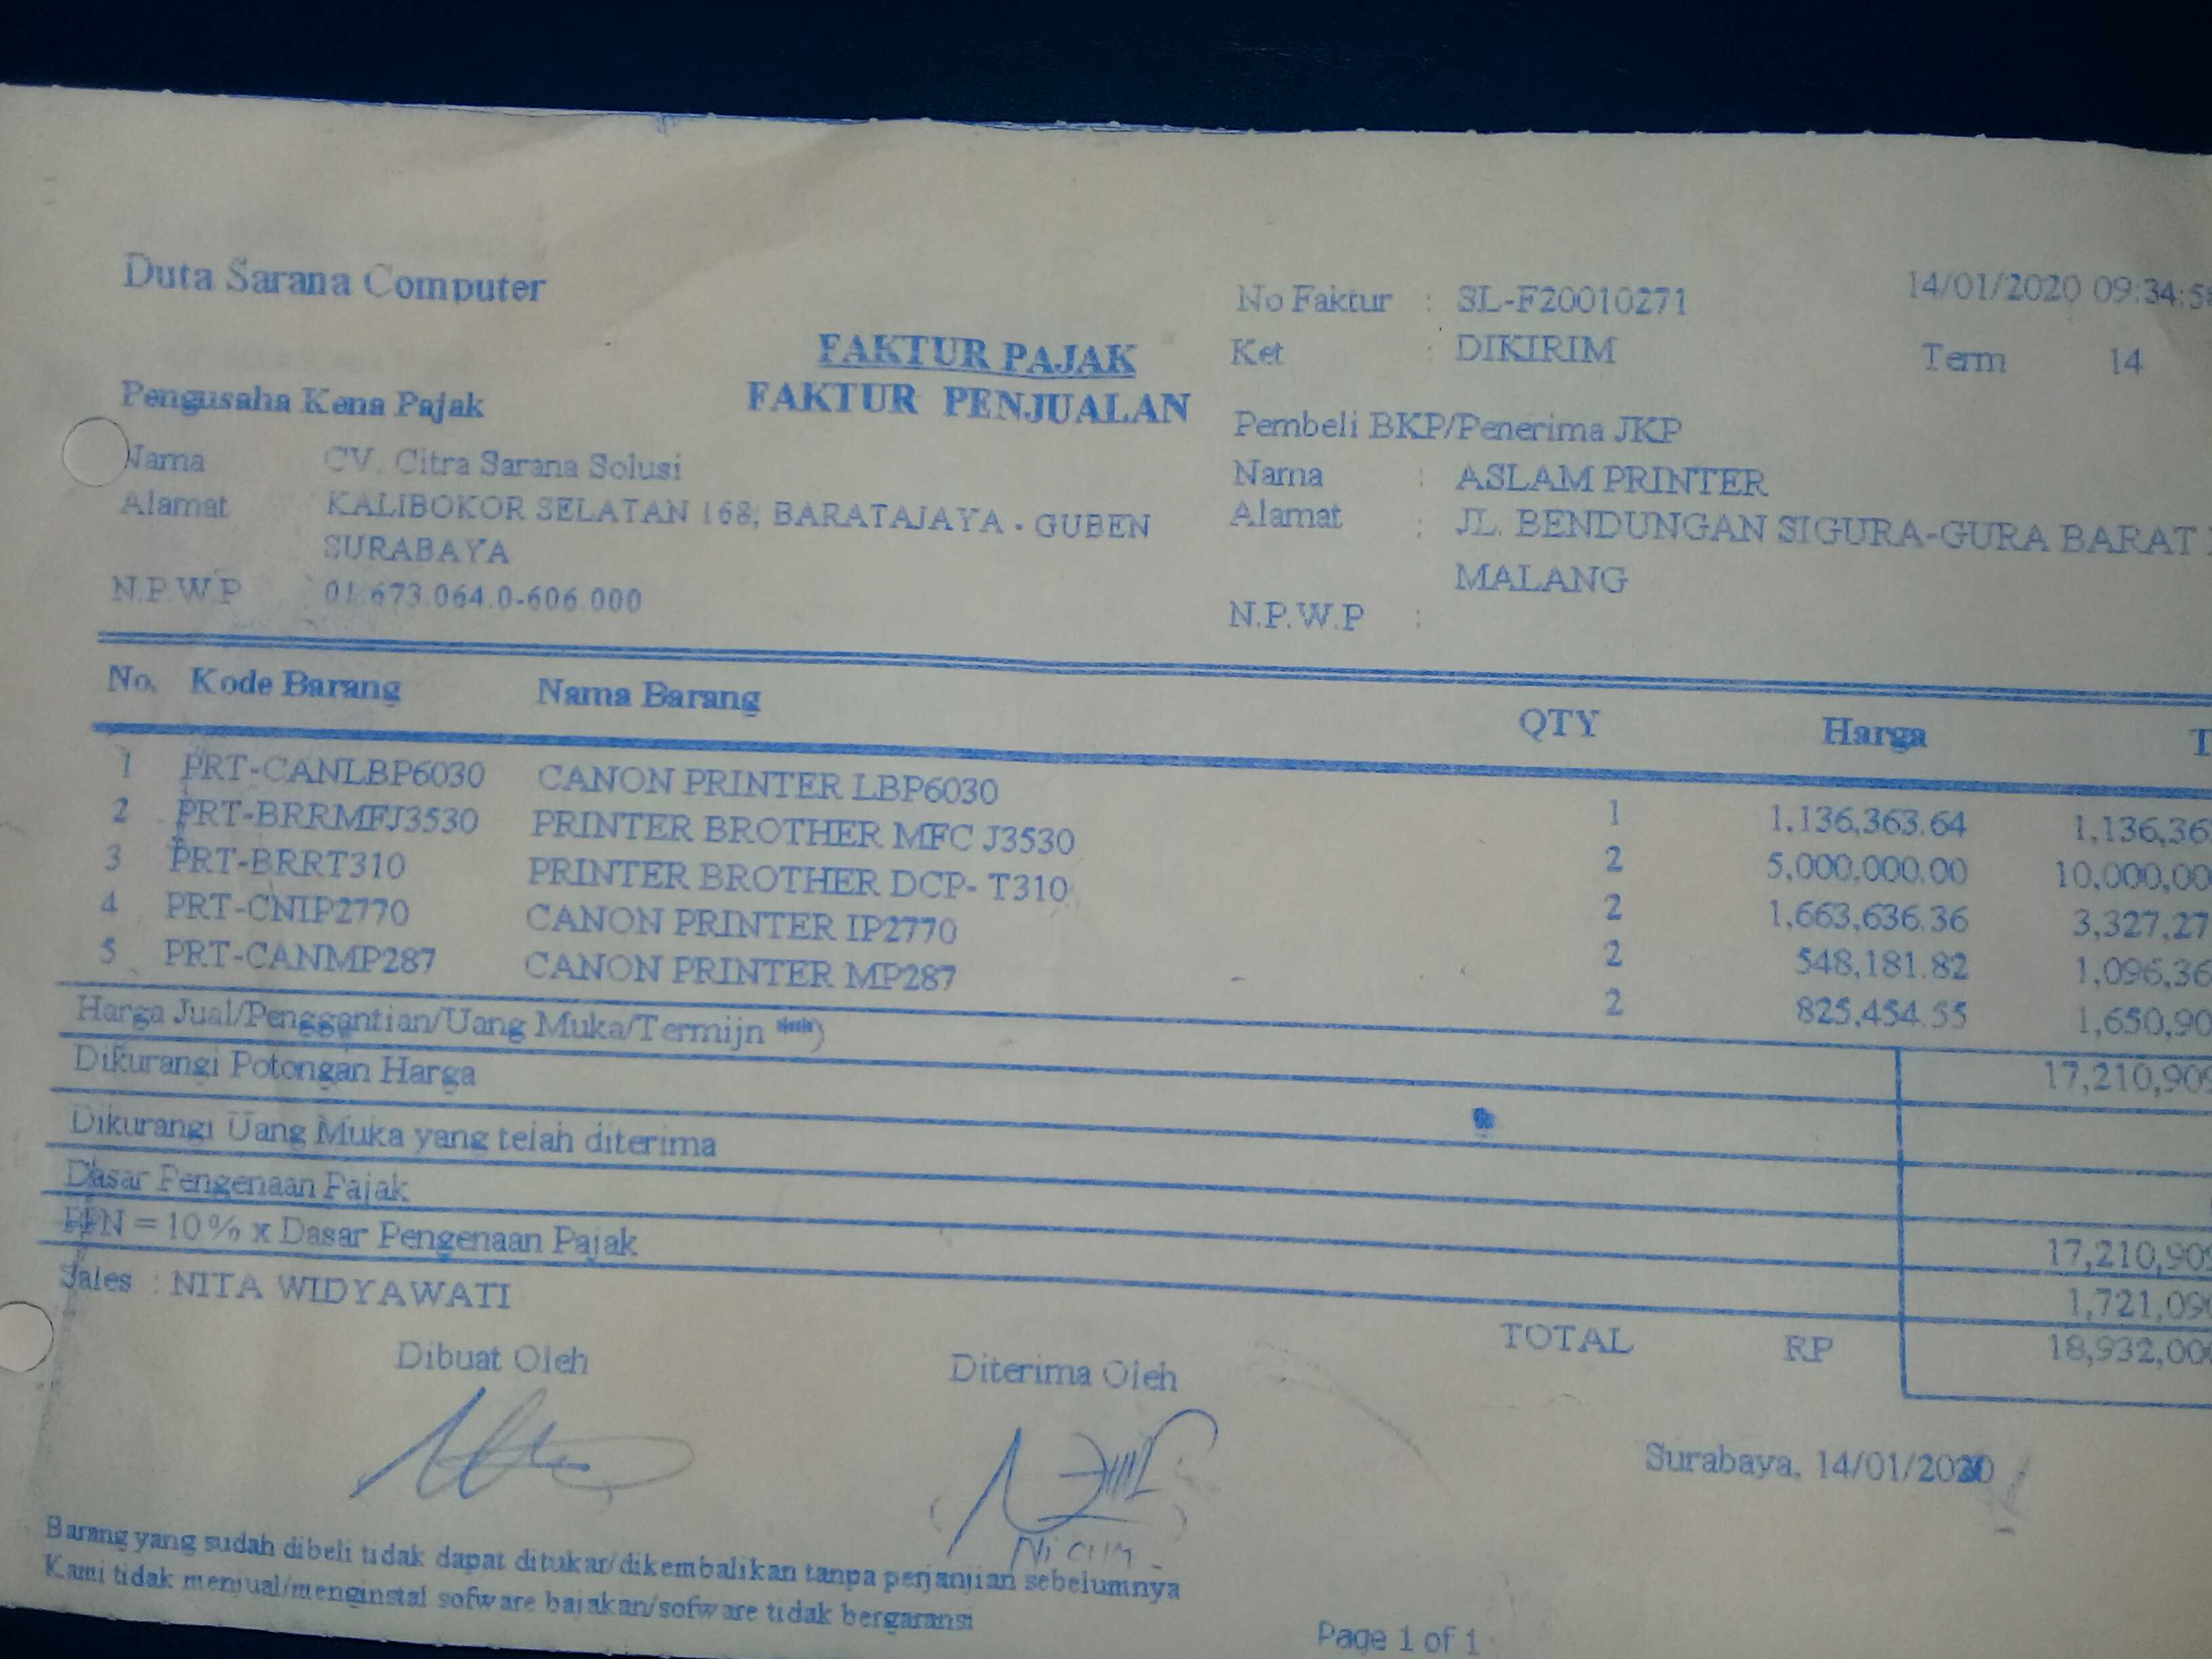 Duta Sarana Computer
No Faktur : SL-F20010271 14/01/2020 09:34:5
FAKTUR PAJAK
Ket : DIKIRIM Term 14
FAKTUR PENJUALAN
Pengusaha Kena Pajak
Pembeli BKP/Penerima JKP
Nama CV. Citra Sarana Solusi
Nama : ASLAM PRINTER
Alamat KALIBOKOR SELATAN 168, BARATAJAYA - GUBEN
SURABAYA
Alamat : JL. BENDUNGAN SIGURA-GURA BARAT
MALANG
N.P.W.P : 01.673.064.0-606.000
N.P.W.P :
No. Kode Barang Nama Barang QTY Harga T
1 PRT-CANLBP6030 CANON PRINTER LBP6030 1 1,136,363.64 1,136,36
2 PRT-BRRMFJ3530 PRINTER BROTHER MFC J3530 2 5,000,000.00 10,000,00
3 PRT-BRRT310 PRINTER BROTHER DCP- T310 2 1,663,636.36 3,327,27
4 PRT-CNIP2770 CANON PRINTER IP2770 2 548,181.82 1,096,36
5 PRT-CANMP287 CANON PRINTER MP287 2 825,454.55 1,650,90
Harga Jual/Penggantian/Uang Muka/Termijn ****) 17,210,909
Dikurangi Potongan Harga
Dikurangi Uang Muka yang telah diterima
Dasar Pengenaan Pajak 17,210,909
PPN = 10% x Dasar Pengenaan Pajak 1,721,090
Sales : NITA WIDYAWATI
TOTAL RP 18,932,000
Dibuat Oleh Diterima Oleh
Surabaya, 14/01/2020
Barang yang sudah dibeli tidak dapat ditukar/dikembalikan tanpa perjanjian sebelumnya
Kami tidak menjual/menginstal sofware bajakan/sofware tidak bergaransi
Page 1 of 1